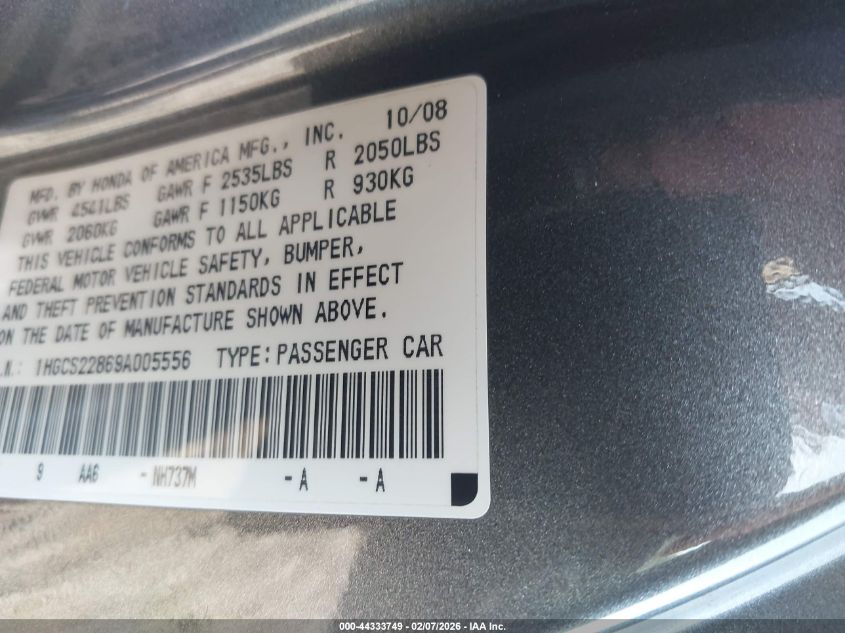 10/08
MFD. BY HONDA OF AMERICA MFG., INC.
GVWR 4541LBS GAWR F 2535LBS R 2050LBS
GVWR 2060KG GAWR F 1150KG R 930KG
THIS VEHICLE CONFORMS TO ALL APPLICABLE
FEDERAL MOTOR VEHICLE SAFETY, BUMPER,
AND THEFT PREVENTION STANDARDS IN EFFECT
ON THE DATE OF MANUFACTURE SHOWN ABOVE.
.N.: 1HGCS22869A005556 TYPE: PASSENGER CAR
9 AA6 - NH737M -A -A
000-44333749 - 02/07/2026 - IAA Inc.